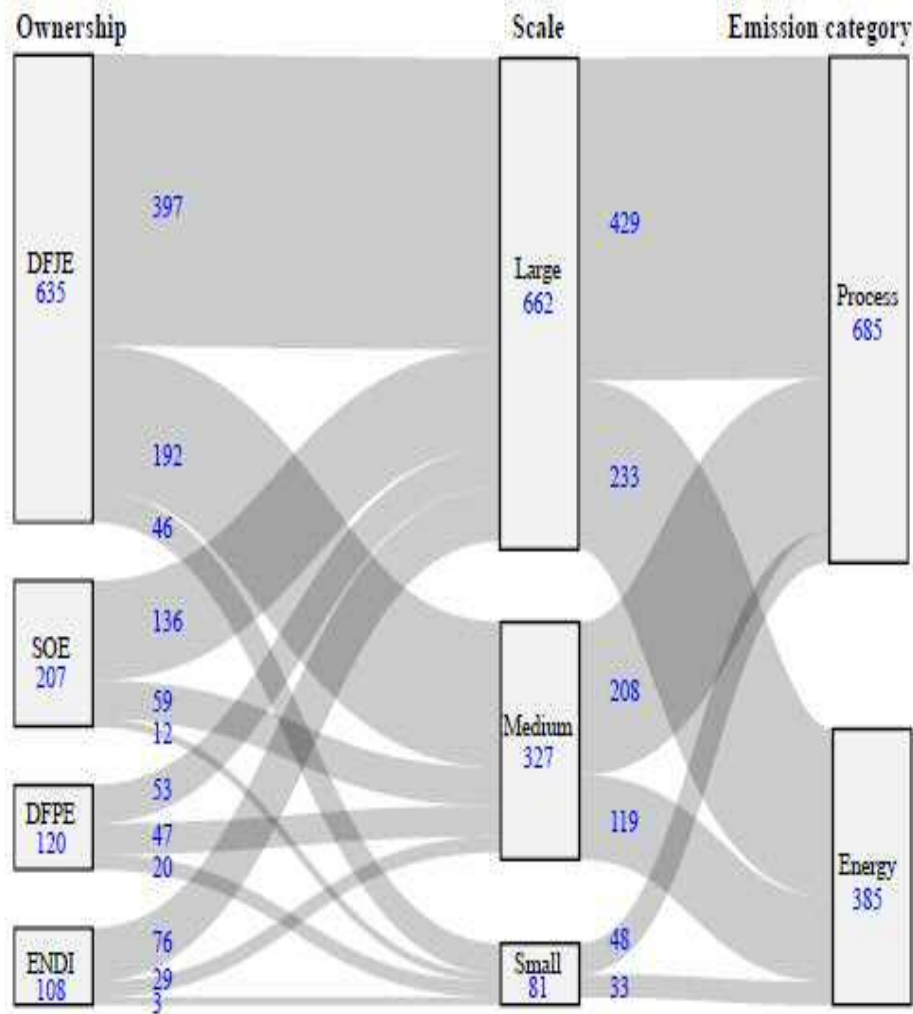 Ownership
Scale
Emission category
DFJE
635
SOE
207
DFPE
120
ENDI
108
397
192
46
136
59
12
53
47
20
76
29
3
Large
662
Medium
327
Small
81
429
233
208
119
48
33
Process
685
Energy
385